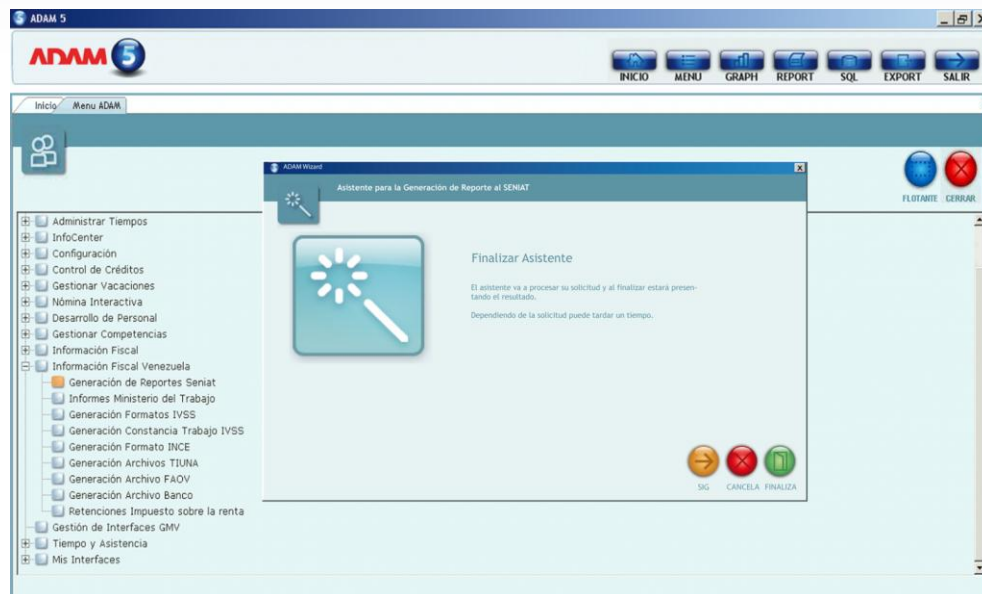 ADAM 5
ADAM 5
INICIO MENU GRAPH REPORT SQL EXPORT SALIR
Inicio Menu ADAM
FLOTANTE CERRAR
ADAM Wizard
Asistente para la Generación de Reporte al SENIAT
Finalizar Asistente
El asistente va a procesar su solicitud y al finalizar estará presen-
tando el resultado.
Dependiendo de la solicitud puede tardar un tiempo.
SIG CANCELA FINALIZA
Administrar Tiempos
InfoCenter
Configuración
Control de Créditos
Gestionar Vacaciones
Nómina Interactiva
Desarrollo de Personal
Gestionar Competencias
Información Fiscal
Información Fiscal Venezuela
Generación de Reportes Seniat
Informes Ministerio del Trabajo
Generación Formatos IVSS
Generación Constancia Trabajo IVSS
Generación Formato INCE
Generación Archivos TIUNA
Generación Archivo FAOV
Generación Archivo Banco
Retenciones Impuesto sobre la renta
Gestión de Interfaces GMV
Tiempo y Asistencia
Mis Interfaces